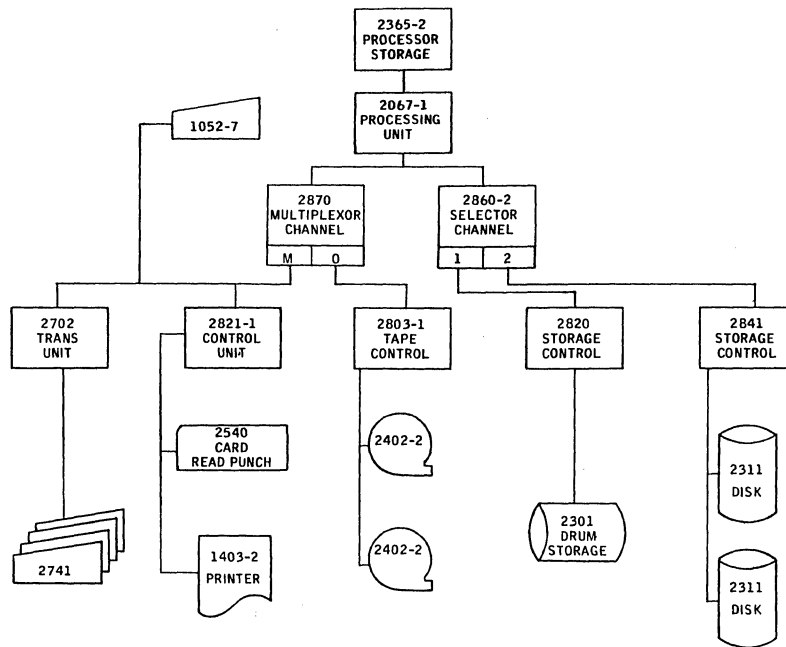 2365-2
PROCESSOR
STORAGE
2067-1
PROCESSING
UNIT
1052-7
2870
MULTIPLEXOR
CHANNEL
M 0
2860-2
SELECTOR
CHANNEL
1 2
2702
TRANS
UNIT
2821-1
CONTROL
UNIT
2803-1
TAPE
CONTROL
2820
STORAGE
CONTROL
2841
STORAGE
CONTROL
2540
CARD
READ PUNCH
2402-2
2311
DISK
2741
1403-2
PRINTER
2402-2
2301
DRUM
STORAGE
2311
DISK